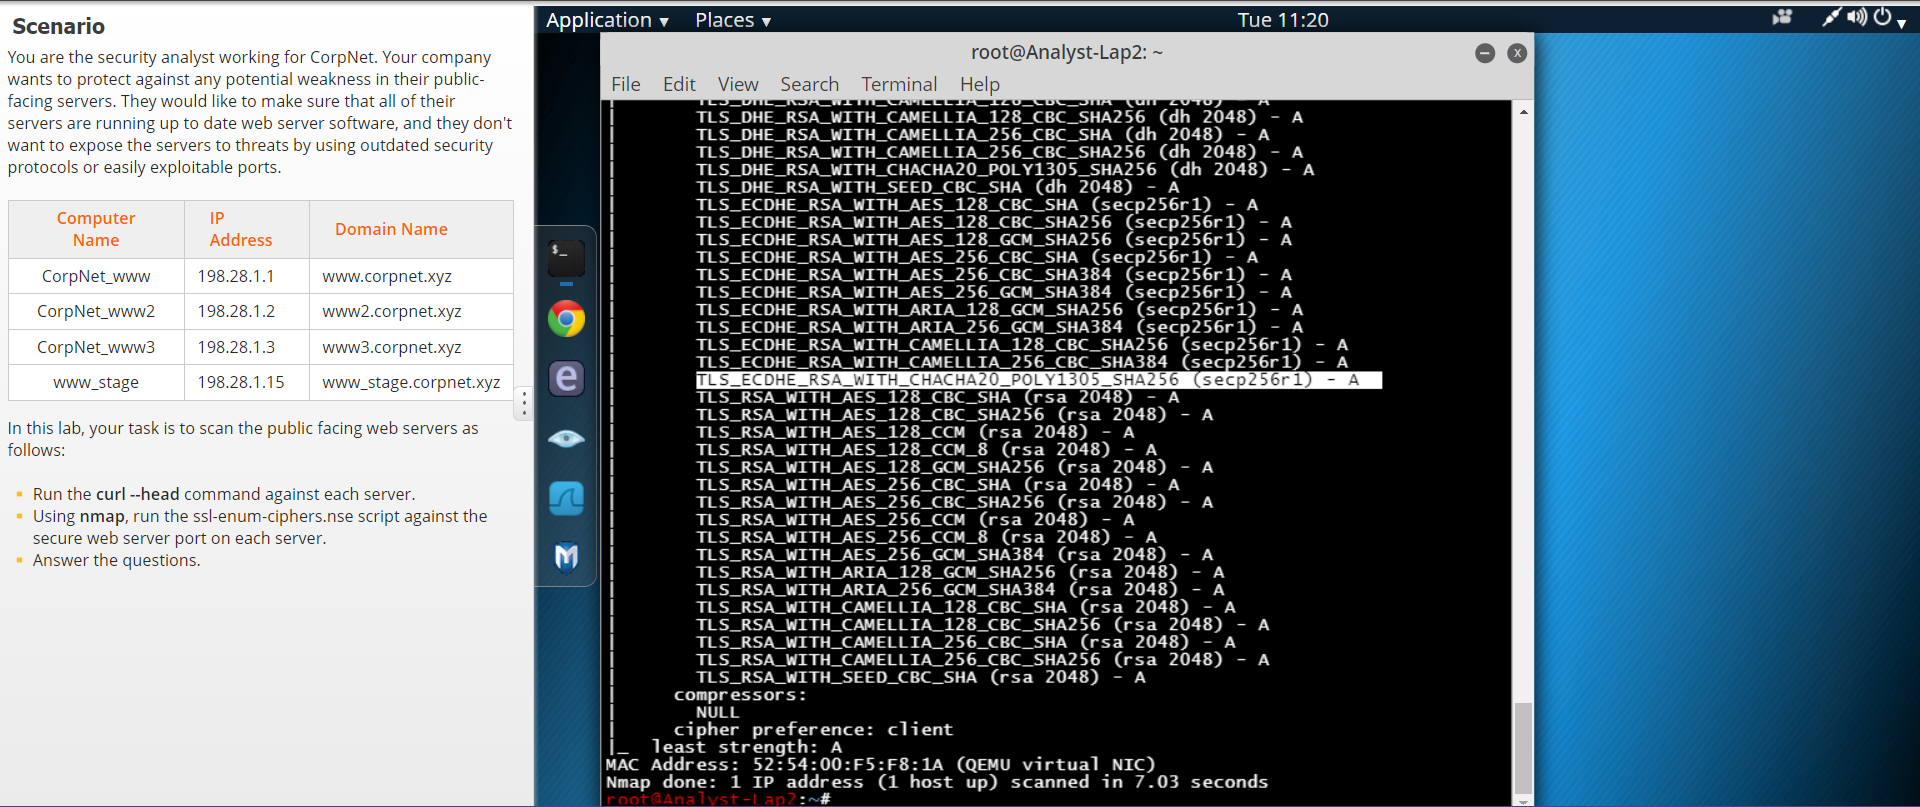 Scenario
You are the security analyst working for CorpNet. Your company
wants to protect against any potential weakness in their public-
facing servers. They would like to make sure that all of their
servers are running up to date web server software, and they don't
want to expose the servers to threats by using outdated security
protocols or easily exploitable ports.
Computer Name IP Address Domain Name
CorpNet_www 198.28.1.1 www.corpnet.xyz
CorpNet_www2 198.28.1.2 www2.corpnet.xyz
CorpNet_www3 198.28.1.3 www3.corpnet.xyz
www_stage 198.28.1.15 www_stage.corpnet.xyz
In this lab, your task is to scan the public facing web servers as
follows:
Run the curl --head command against each server.
Using nmap, run the ssl-enum-ciphers.nse script against the
secure web server port on each server.
Answer the questions.
Application Places Tue 11:20
root@Analyst-Lap2: ~
File Edit View Search Terminal Help
| TLS_DHE_RSA_WITH_CAMELLIA_128_CBC_SHA (dh 2048) - A
| TLS_DHE_RSA_WITH_CAMELLIA_128_CBC_SHA256 (dh 2048) - A
| TLS_DHE_RSA_WITH_CAMELLIA_256_CBC_SHA (dh 2048) - A
| TLS_DHE_RSA_WITH_CAMELLIA_256_CBC_SHA256 (dh 2048) - A
| TLS_DHE_RSA_WITH_CHACHA20_POLY1305_SHA256 (dh 2048) - A
| TLS_DHE_RSA_WITH_SEED_CBC_SHA (dh 2048) - A
| TLS_ECDHE_RSA_WITH_AES_128_CBC_SHA (secp256r1) - A
| TLS_ECDHE_RSA_WITH_AES_128_CBC_SHA256 (secp256r1) - A
| TLS_ECDHE_RSA_WITH_AES_128_GCM_SHA256 (secp256r1) - A
| TLS_ECDHE_RSA_WITH_AES_256_CBC_SHA (secp256r1) - A
| TLS_ECDHE_RSA_WITH_AES_256_CBC_SHA384 (secp256r1) - A
| TLS_ECDHE_RSA_WITH_AES_256_GCM_SHA384 (secp256r1) - A
| TLS_ECDHE_RSA_WITH_ARIA_128_GCM_SHA256 (secp256r1) - A
| TLS_ECDHE_RSA_WITH_ARIA_256_GCM_SHA384 (secp256r1) - A
| TLS_ECDHE_RSA_WITH_CAMELLIA_128_CBC_SHA256 (secp256r1) - A
| TLS_ECDHE_RSA_WITH_CAMELLIA_256_CBC_SHA384 (secp256r1) - A
| TLS_ECDHE_RSA_WITH_CHACHA20_POLY1305_SHA256 (secp256r1) - A
| TLS_RSA_WITH_AES_128_CBC_SHA (rsa 2048) - A
| TLS_RSA_WITH_AES_128_CBC_SHA256 (rsa 2048) - A
| TLS_RSA_WITH_AES_128_CCM (rsa 2048) - A
| TLS_RSA_WITH_AES_128_CCM_8 (rsa 2048) - A
| TLS_RSA_WITH_AES_128_GCM_SHA256 (rsa 2048) - A
| TLS_RSA_WITH_AES_256_CBC_SHA (rsa 2048) - A
| TLS_RSA_WITH_AES_256_CBC_SHA256 (rsa 2048) - A
| TLS_RSA_WITH_AES_256_CCM (rsa 2048) - A
| TLS_RSA_WITH_AES_256_CCM_8 (rsa 2048) - A
| TLS_RSA_WITH_AES_256_GCM_SHA384 (rsa 2048) - A
| TLS_RSA_WITH_ARIA_128_GCM_SHA256 (rsa 2048) - A
| TLS_RSA_WITH_ARIA_256_GCM_SHA384 (rsa 2048) - A
| TLS_RSA_WITH_CAMELLIA_128_CBC_SHA (rsa 2048) - A
| TLS_RSA_WITH_CAMELLIA_128_CBC_SHA256 (rsa 2048) - A
| TLS_RSA_WITH_CAMELLIA_256_CBC_SHA (rsa 2048) - A
| TLS_RSA_WITH_CAMELLIA_256_CBC_SHA256 (rsa 2048) - A
| TLS_RSA_WITH_SEED_CBC_SHA (rsa 2048) - A
| compressors:
| NULL
| cipher preference: client
|_ least strength: A
MAC Address: 52:54:00:F5:F8:1A (QEMU virtual NIC)
Nmap done: 1 IP address (1 host up) scanned in 7.03 seconds
root@Analyst-Lap2:~#